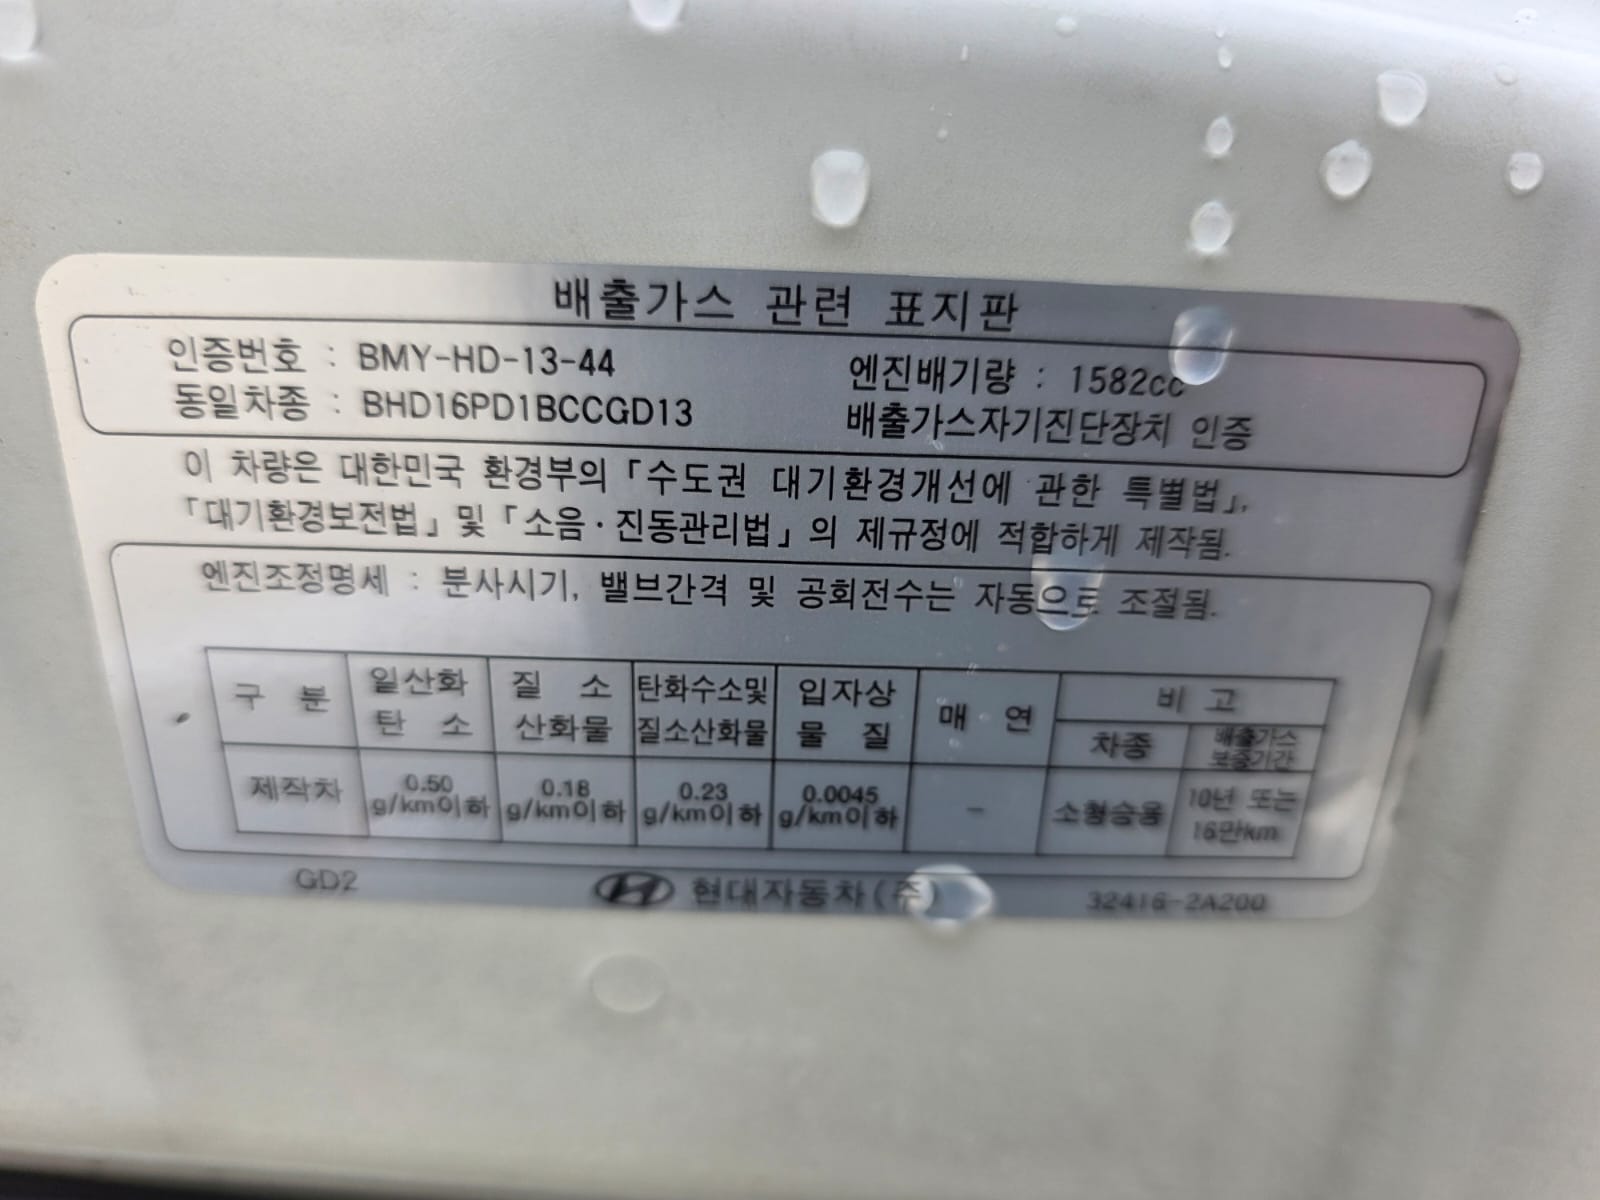 배출가스 관련 표지판
인증번호 : BMY-HD-13-44
엔진배기량 : 1582cc
동일차종 : BHD16PD1BCCGD13
배출가스자기진단장치 인증
이 차량은 대한민국 환경부의 「수도권 대기환경개선에 관한 특별법」,
「대기환경보전법」 및 「소음·진동관리법」의 제규정에 적합하게 제작됨.
엔진조정명세 : 분사시기, 밸브간격 및 공회전수는 자동으로 조절됨.
구 분
일산화
탄 소
질 소
산화물
탄화수소및
질소산화물
입자상
물 질
매 연
비 고
차종
배출가스
보증기간
제작차
0.50
g/km이하
0.18
g/km이하
0.23
g/km이하
0.0045
g/km이하
-
소형승용
10년 또는
16만km
GD2
현대자동차(주)
32416-2A200